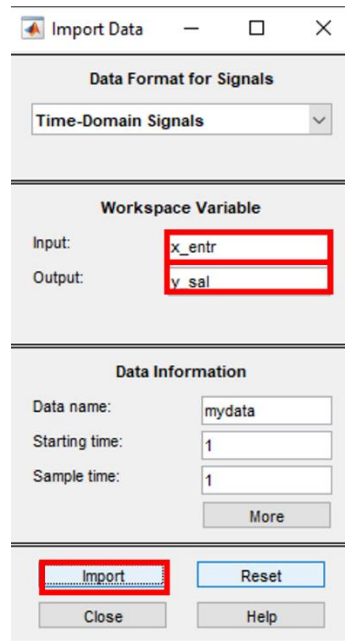 Import Data
Data Format for Signals
Time-Domain Signals
Workspace Variable
Input: x_entr
Output: y_sal
Data Information
Data name: mydata
Starting time: 1
Sample time: 1
More
Import Reset
Close Help